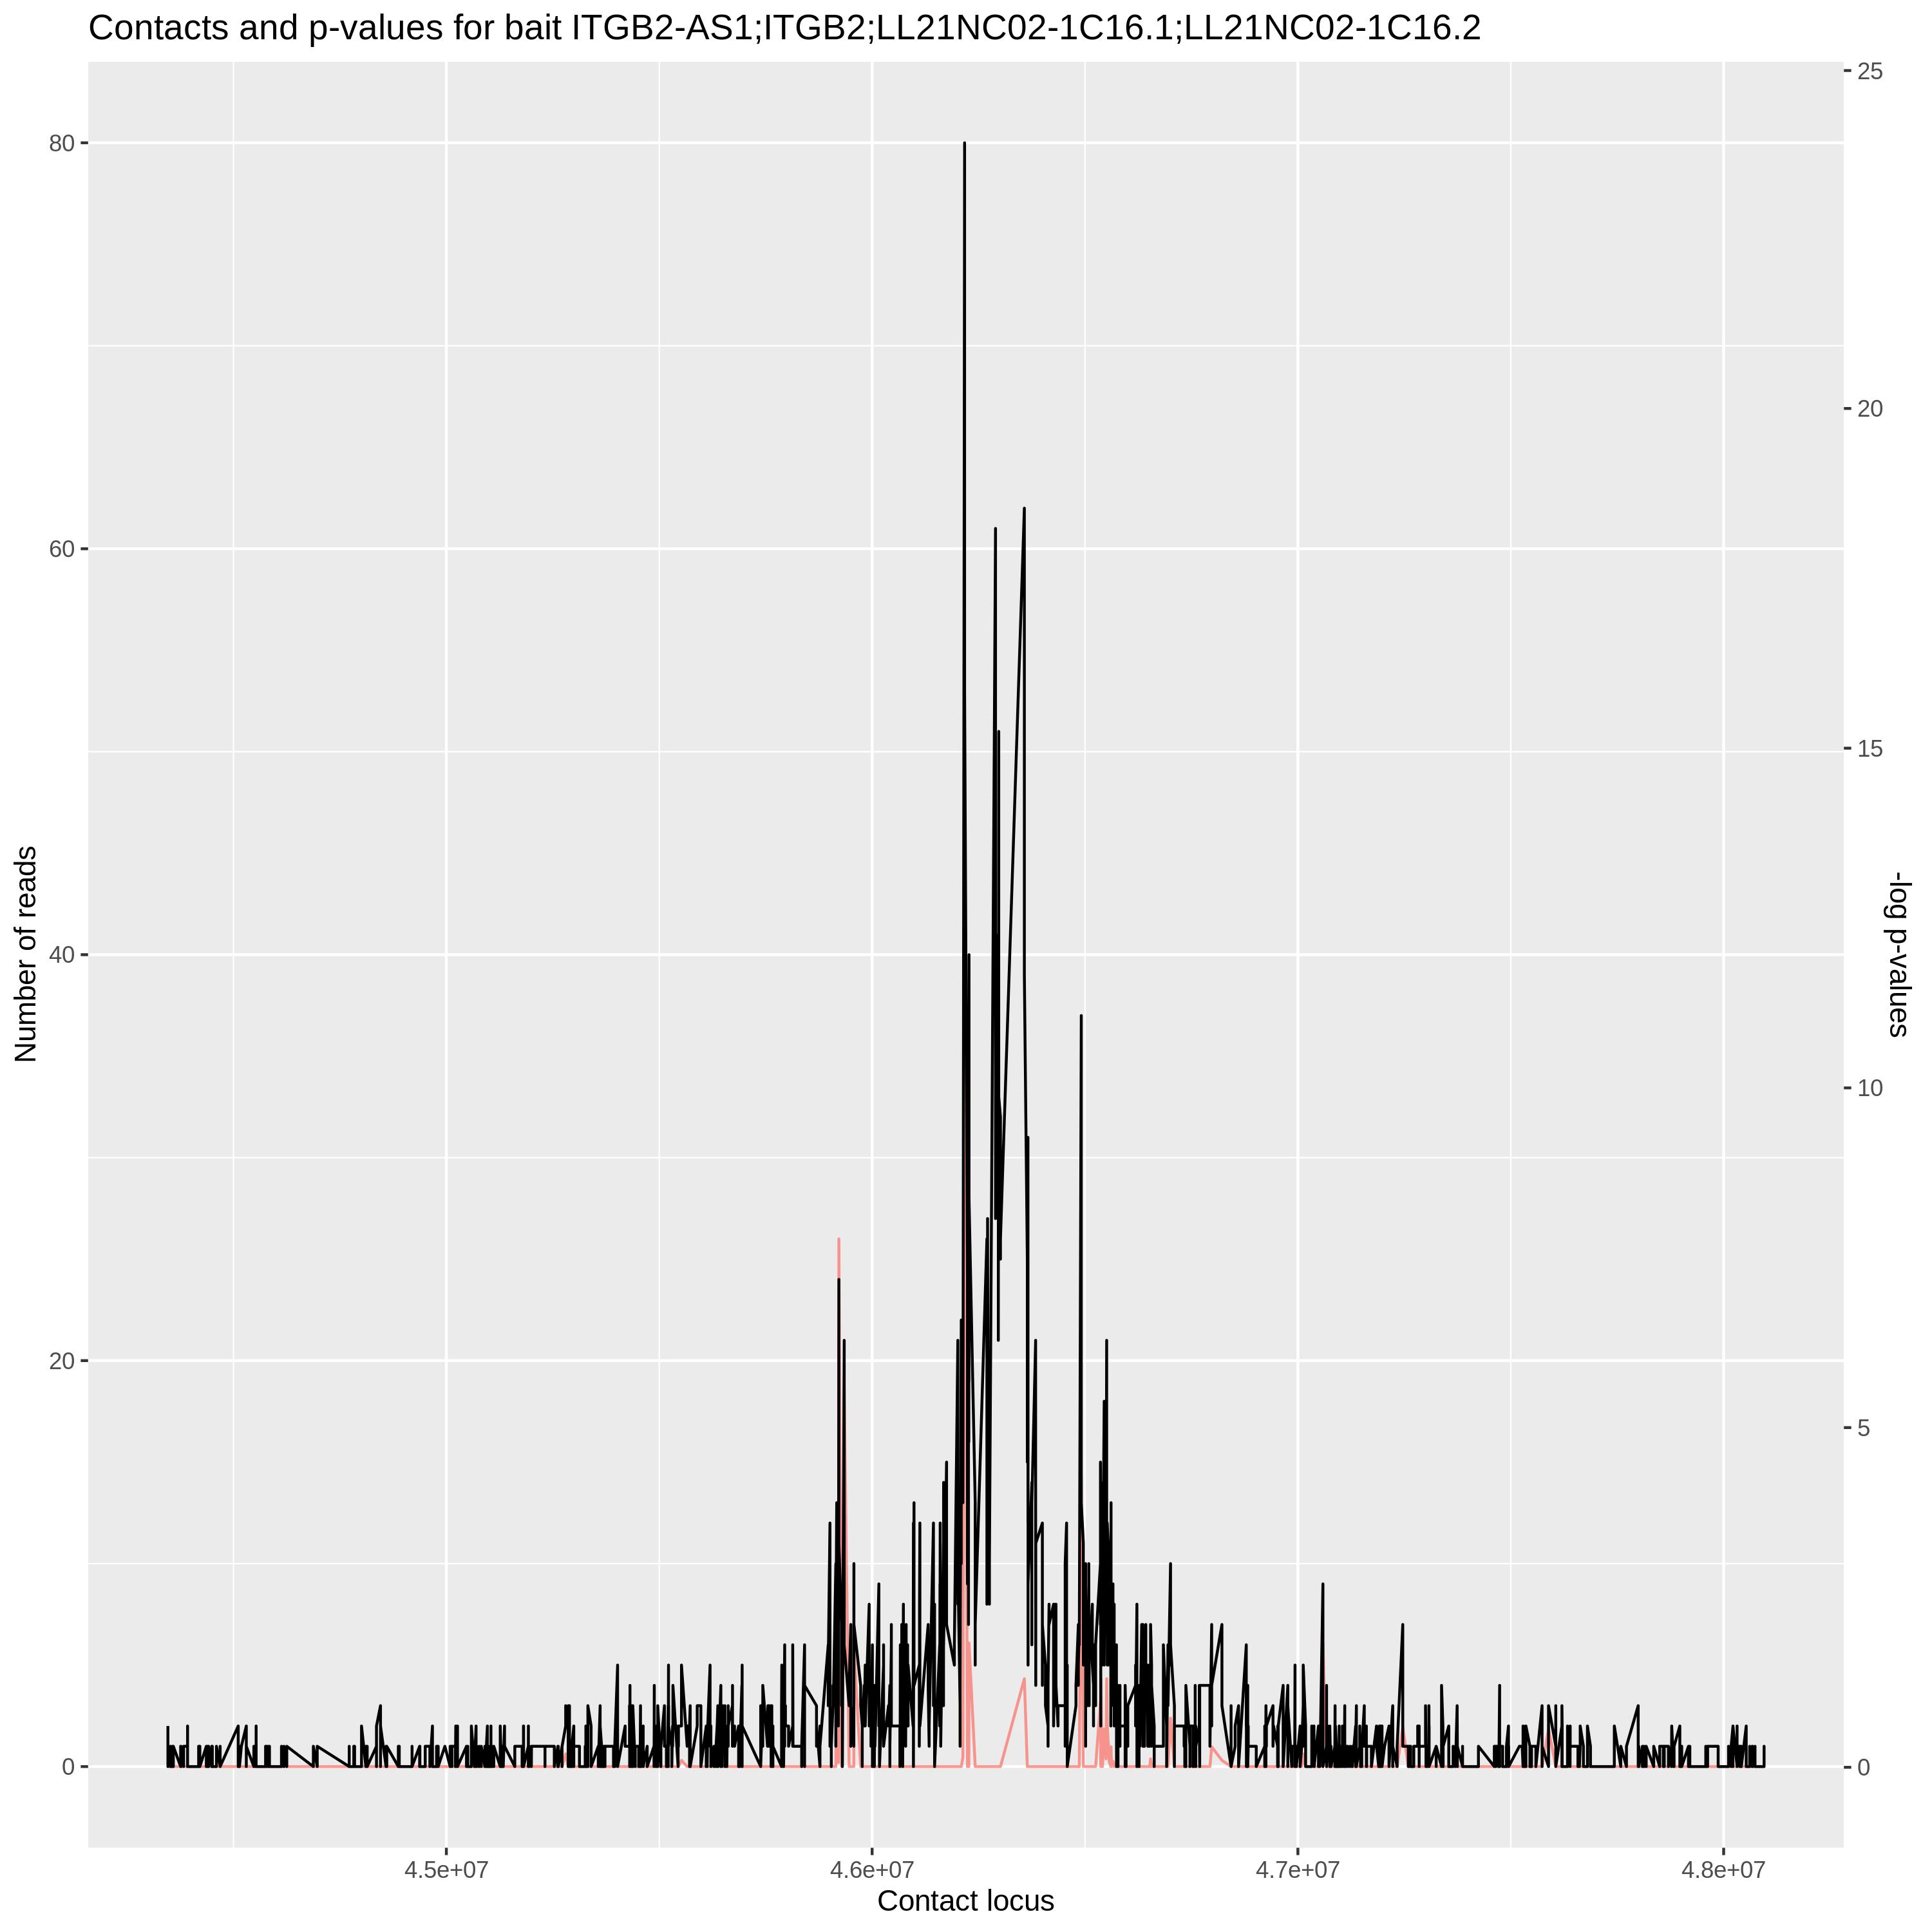 Contacts and p-values for bait ITGB2-AS1;ITGB2;LL21NC02-1C16.1;LL21NC02-1C16.2
80
60
40
20
0
Number of reads
25
20
15
10
5
0
-log p-values
4.5e+07
4.6e+07
4.7e+07
4.8e+07
Contact locus